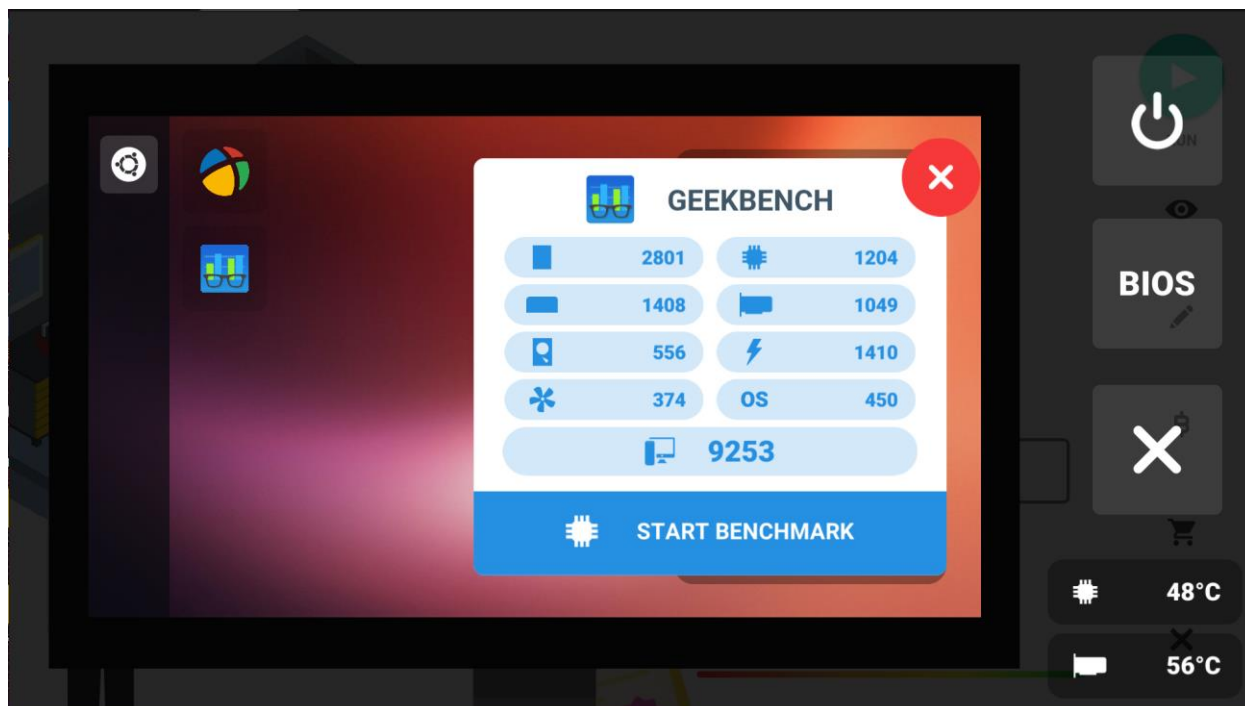 GEEKBENCH
2801 1204
1408 1049
556 1410
374 OS 450
9253
START BENCHMARK
BIOS
48°C
56°C